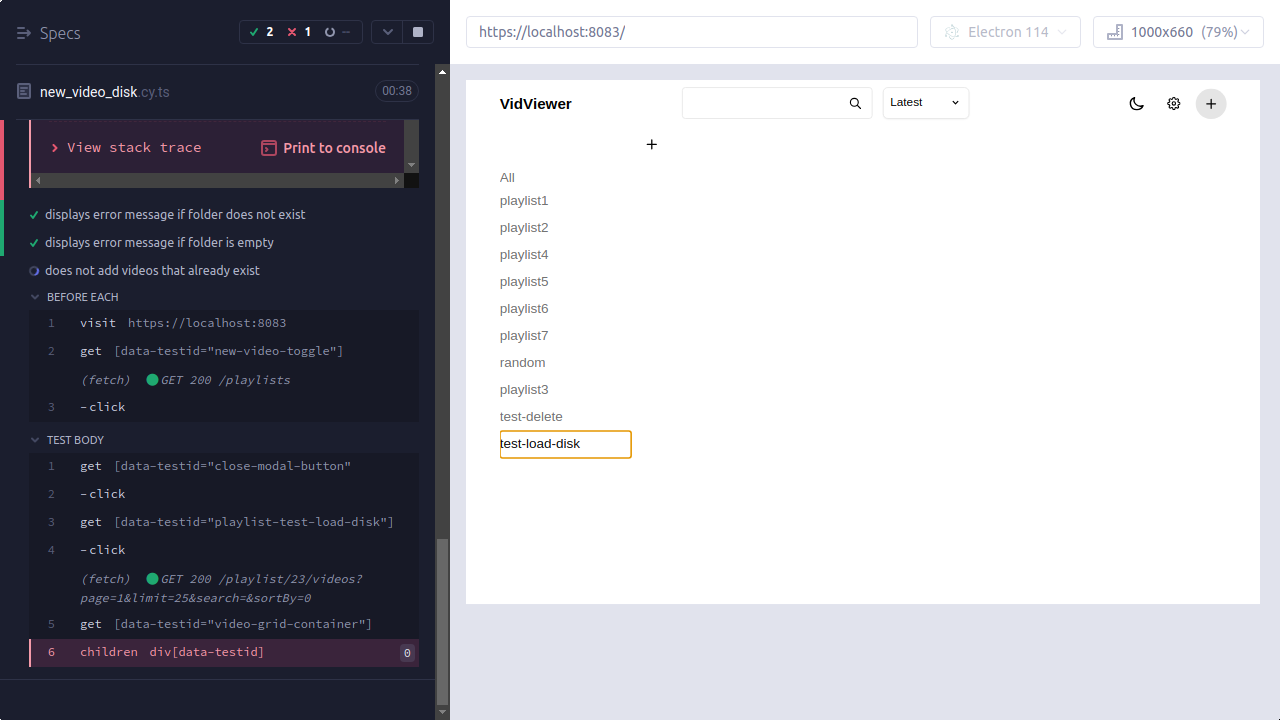 Specs
2
1
--
new_video_disk.cy.ts
00:38
View stack trace
Print to console
displays error message if folder does not exist
displays error message if folder is empty
does not add videos that already exist
BEFORE EACH
1 visit https://localhost:8083
2 get [data-testid="new-video-toggle"]
(fetch) GET 200 /playlists
3 -click
TEST BODY
1 get [data-testid="close-modal-button"
2 -click
3 get [data-testid="playlist-test-load-disk"]
4 -click
(fetch) GET 200 /playlist/23/videos?
page=1&limit=25&search=&sortBy=0
5 get [data-testid="video-grid-container"]
6 children div[data-testid] 0
https://localhost:8083/
Electron 114
1000x660 (79%)
VidViewer
Latest
+
+
All
playlist1
playlist2
playlist4
playlist5
playlist6
playlist7
random
playlist3
test-delete
test-load-disk